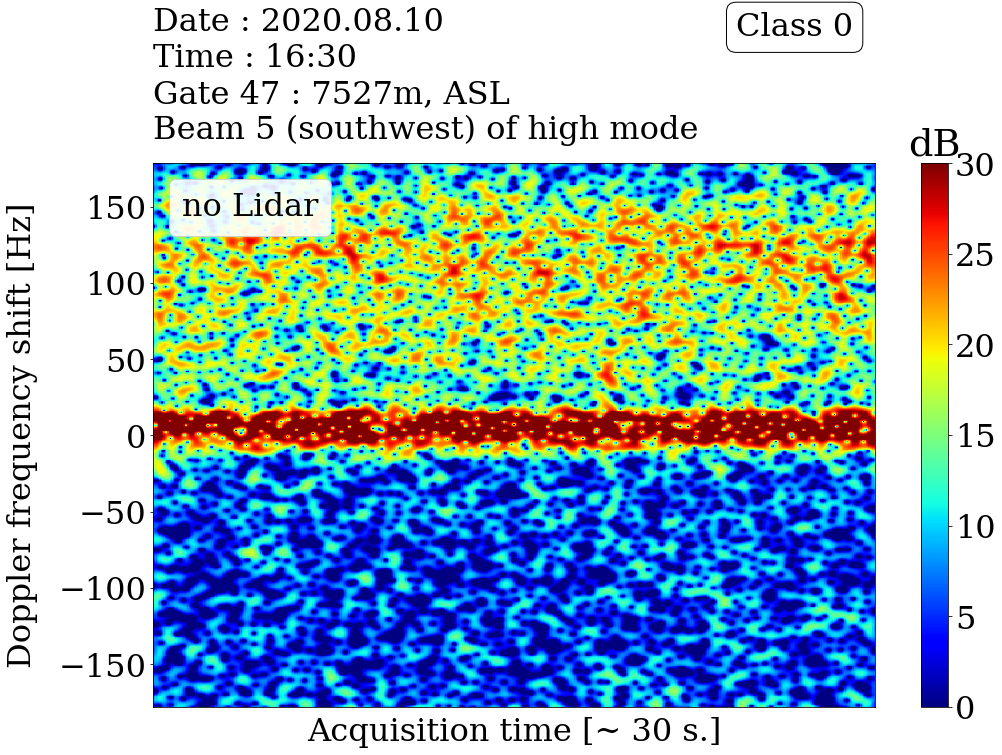 Date : 2020.08.10
Time : 16:30
Gate 47 : 7527m, ASL
Beam 5 (southwest) of high mode
Class 0
no Lidar
dB
30
25
20
15
10
5
0
150
100
50
0
−50
−100
−150
Doppler frequency shift [Hz]
Acquisition time [~ 30 s.]